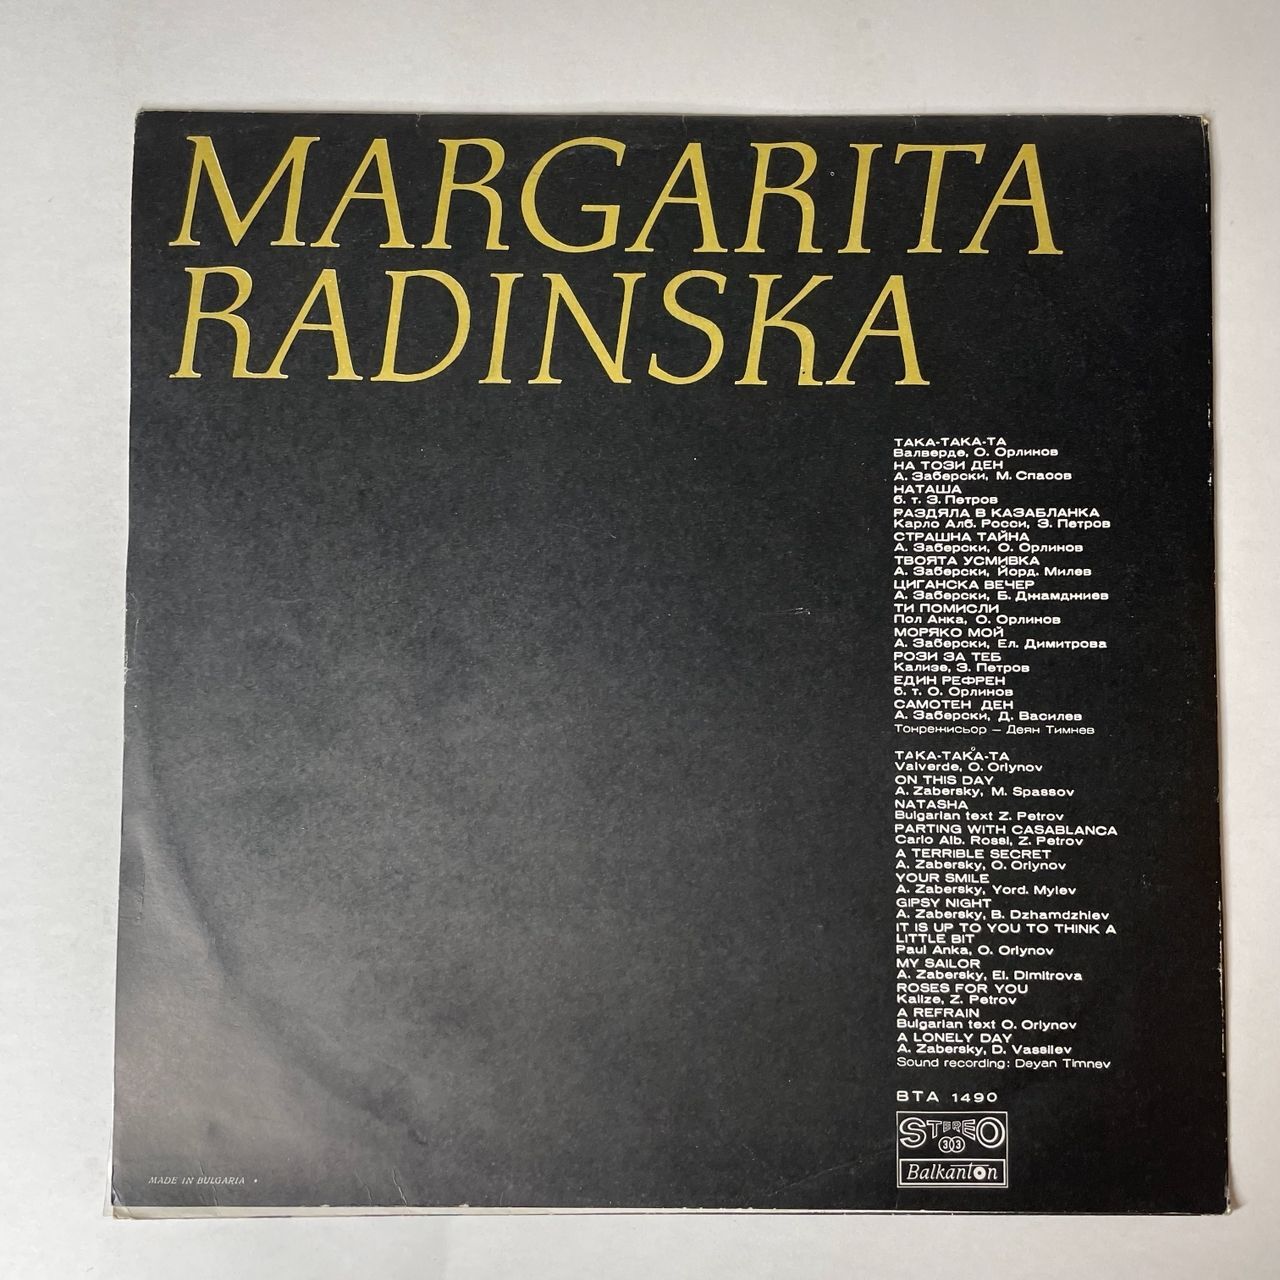 MARGARITA
RADINSKA
ТАКА-ТАКА-ТА
Валверде, О. Орлинов
НА ТОЗИ ДЕН
А. Заберски, М. Спасов
НАТАША
б. т. З. Петров
РАЗДЯЛА В КАЗАБЛАНКА
Карло Алб. Росси, З. Петров
СТРАШНА ТАЙНА
А. Заберски, О. Орлинов
ТВОЯТА УСМИВКА
А. Заберски, Йорд. Милев
ЦИГАНСКА ВЕЧЕР
А. Заберски, Б. Джамджиев
ТИ ПОМИСЛИ
Пол Анка, О. Орлинов
МОРЯКО МОЙ
А. Заберски, Ел. Димитрова
РОЗИ ЗА ТЕБ
Кализе, З. Петров
ЕДИН РЕФРЕН
б. т. О. Орлинов
САМОТЕН ДЕН
А. Заберски, Д. Василев
Тонрежисьор – Деян Тимнев
TAKA-TAKA-TA
Valverde, O. Orlynov
ON THIS DAY
A. Zabersky, M. Spassov
NATASHA
Bulgarian text Z. Petrov
PARTING WITH CASABLANCA
Carlo Alb. Rossi, Z. Petrov
A TERRIBLE SECRET
A. Zabersky, O. Orlynov
YOUR SMILE
A. Zabersky, Yord. Mylev
GIPSY NIGHT
A. Zabersky, B. Dzhamdzhiev
IT IS UP TO YOU TO THINK A
LITTLE BIT
Paul Anka, O. Orlynov
MY SAILOR
A. Zabersky, El. Dimitrova
ROSES FOR YOU
Kalize, Z. Petrov
A REFRAIN
Bulgarian text O. Orlynov
A LONELY DAY
A. Zabersky, D. Vassilev
Sound recording: Deyan Timnev
ВТА 1490
STEREO
33
Balkanton
MADE IN BULGARIA